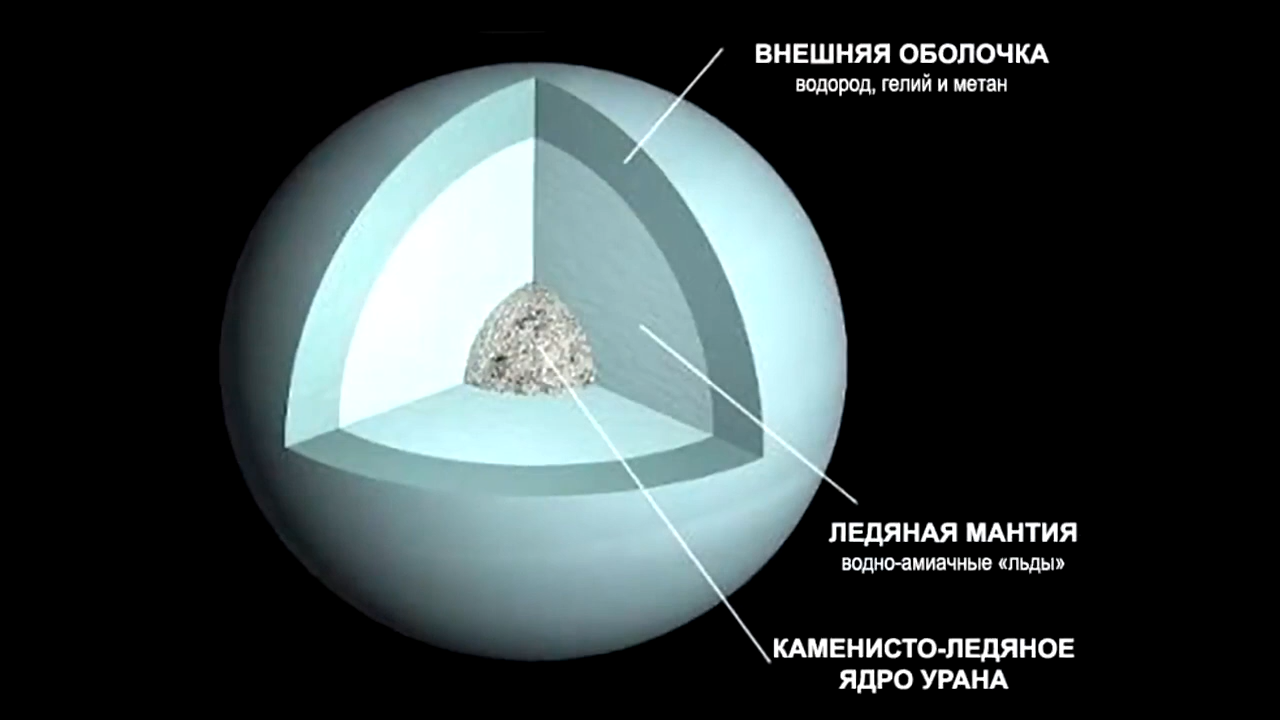 ВНЕШНЯЯ ОБОЛОЧКА
водород, гелий и метан
ЛЕДЯНАЯ МАНТИЯ
водно-амиачные «льды»
КАМЕНИСТО-ЛЕДЯНОЕ
ЯДРО УРАНА